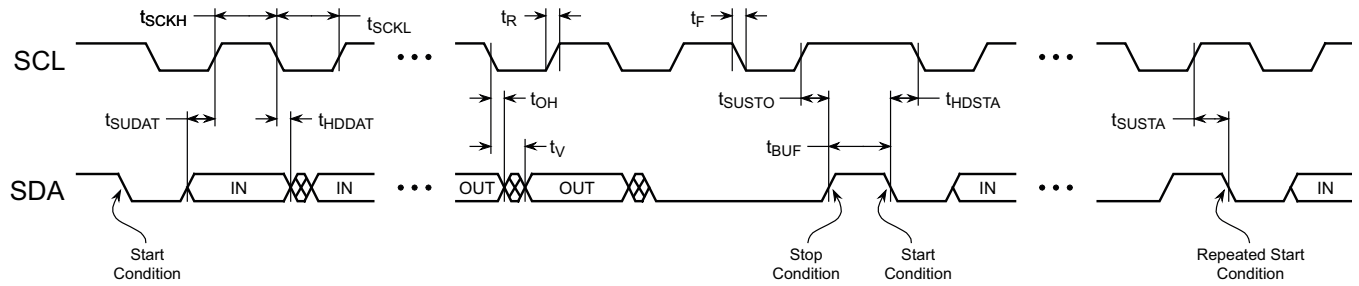 tSCKH
tSCKL
tR
tF
SCL
tOH
tSUSTO
tHDSTA
tSUDAT
tHDDAT
tSUSTA
tV
tBUF
SDA
IN
IN
OUT
OUT
IN
IN
Start
Condition
Stop
Condition
Start
Condition
Repeated Start
Condition